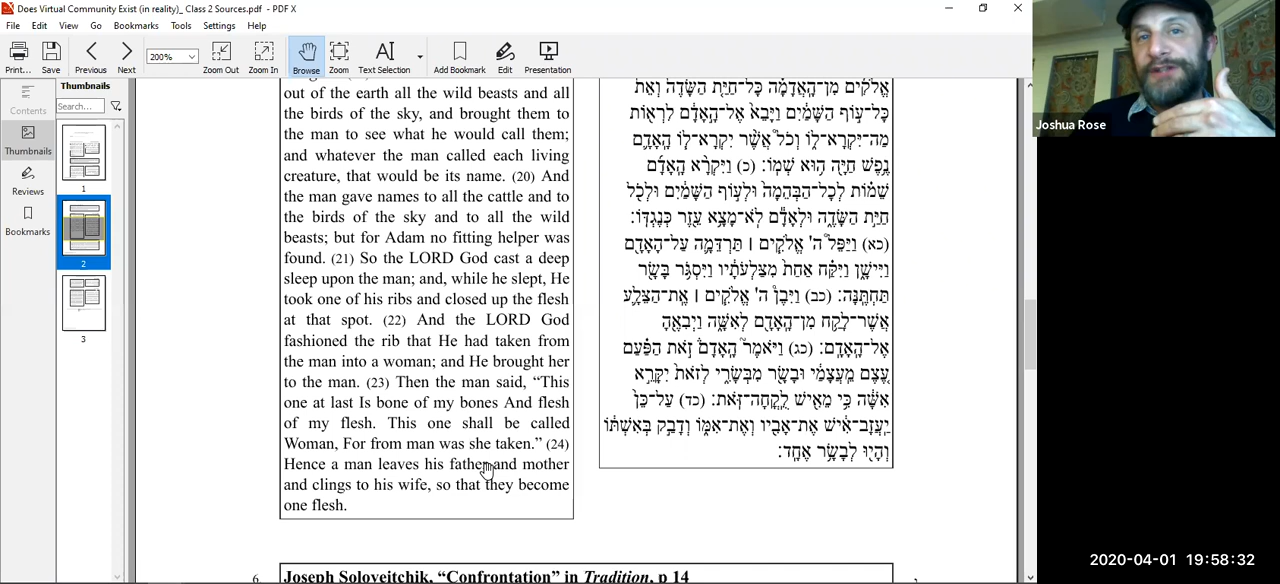 Does Virtual Community Exist (in reality)_ Class 2 Sources.pdf - PDF X
File Edit View Go Bookmarks Tools Settings Help
Print... Save Previous Next 200% Zoom Out Zoom In Browse Zoom Text Selection Add Bookmark Edit Presentation
Contents
Thumbnails
Reviews
Bookmarks
Thumbnails
Search...
1
2
3
out of the earth all the wild beasts and all
the birds of the sky, and brought them to
the man to see what he would call them;
and whatever the man called each living
creature, that would be its name. (20) And
the man gave names to all the cattle and to
the birds of the sky and to all the wild
beasts; but for Adam no fitting helper was
found. (21) So the LORD God cast a deep
sleep upon the man; and, while he slept, He
took one of his ribs and closed up the flesh
at that spot. (22) And the LORD God
fashioned the rib that He had taken from
the man into a woman; and He brought her
to the man. (23) Then the man said, “This
one at last Is bone of my bones And flesh
of my flesh. This one shall be called
Woman, For from man was she taken.” (24)
Hence a man leaves his father and mother
and clings to his wife, so that they become
one flesh.
אֱלֹקִים מִן־הָאֲדָמָה כׇּל־חַיַּת הַשָּׂדֶה וְאֵת
כׇּל־עוֹף הַשָּׁמַיִם וַיָּבֵא אֶל־הָאָדָם לִרְאוֹת
מַה־יִּקְרָא־לוֹ וְכֹל אֲשֶׁר יִקְרָא־לוֹ הָאָדָם
נֶפֶשׁ חַיָּה הוּא שְׁמוֹ׃ (כ) וַיִּקְרָא הָאָדָם
שֵׁמוֹת לְכׇל־הַבְּהֵמָה וּלְעוֹף הַשָּׁמַיִם וּלְכֹל
חַיַּת הַשָּׂדֶה וּלְאָדָם לֹא־מָצָא עֵזֶר כְּנֶגְדּוֹ׃
(כא) וַיַּפֵּל ה' אֱלֹקִים ׀ תַּרְדֵּמָה עַל־הָאָדָם
וַיִּישָׁן וַיִּקַּח אַחַת מִצַּלְעֹתָיו וַיִּסְגֹּר בָּשָׂר
תַּחְתֶּנָּה׃ (כב) וַיִּבֶן ה' אֱלֹקִים ׀ אֶת־הַצֵּלָע
אֲשֶׁר־לָקַח מִן־הָאָדָם לְאִשָּׁה וַיְבִאֶהָ
אֶל־הָאָדָם׃ (כג) וַיֹּאמֶר הָאָדָם זֹאת הַפַּעַם
עֶצֶם מֵעֲצָמַי וּבָשָׂר מִבְּשָׂרִי לְזֹאת יִקָּרֵא
אִשָּׁה כִּי מֵאִישׁ לֻקְחָה־זֹּאת׃ (כד) עַל־כֵּן
יַעֲזׇב־אִישׁ אֶת־אָבִיו וְאֶת־אִמּוֹ וְדָבַק בְּאִשְׁתּוֹ
וְהָיוּ לְבָשָׂר אֶחָד׃
6 Joseph Soloveitchik, “Confrontation” in Tradition, p 14
Joshua Rose
2020-04-01 19:58:32